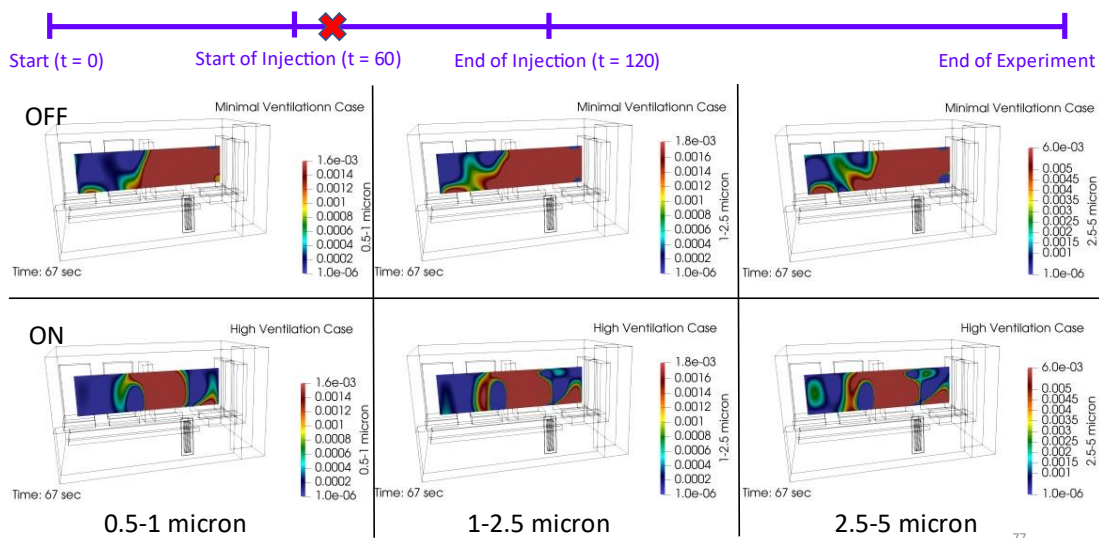 Start (t = 0)
Start of Injection (t = 60)
End of Injection (t = 120)
End of Experiment
OFF
Minimal Ventilationn Case
1.6e-03
0.0014
0.0012
0.001
0.0008
0.0006
0.0004
0.0002
1.0e-06
0.5-1 micron
Time: 67 sec
Minimal Ventilationn Case
1.8e-03
0.0016
0.0014
0.0012
0.001
0.0008
0.0006
0.0004
0.0002
1.0e-06
1-2.5 micron
Time: 67 sec
Minimal Ventilationn Case
6.0e-03
0.005
0.0045
0.004
0.0035
0.003
0.0025
0.002
0.0015
1.0e-06
2.5-5 micron
Time: 67 sec
ON
High Ventilation Case
1.6e-03
0.0014
0.0012
0.001
0.0008
0.0006
0.0004
0.0002
1.0e-06
0.5-1 micron
Time: 67 sec
High Ventilation Case
1.8e-03
0.0016
0.0014
0.0012
0.001
0.0008
0.0006
0.0004
0.0002
1.0e-06
1-2.5 micron
Time: 67 sec
High Ventilation Case
6.0e-03
0.005
0.0045
0.004
0.0035
0.003
0.0025
0.002
0.0015
1.0e-06
2.5-5 micron
Time: 67 sec
0.5-1 micron
1-2.5 micron
2.5-5 micron